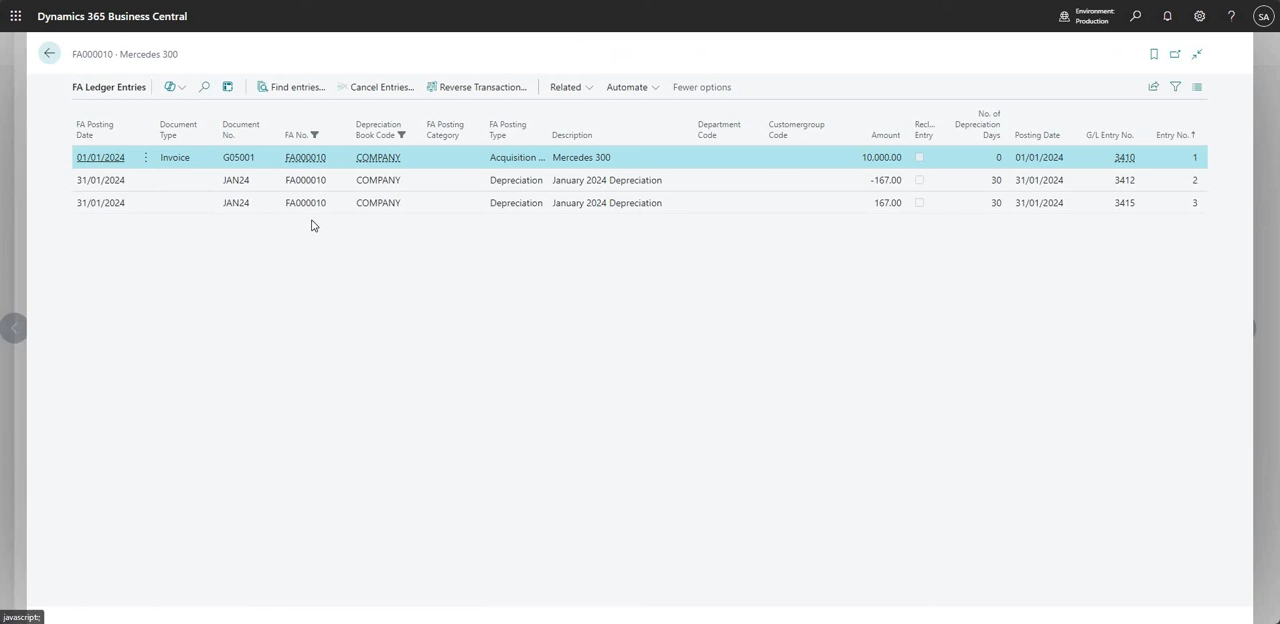 Dynamics 365 Business Central
Environment:
Production
?
SA
FA000010 · Mercedes 300
FA Ledger Entries
Find entries...
Cancel Entries...
Reverse Transaction...
Related
Automate
Fewer options
FA Posting Date
Document Type
Document No.
FA No.
Depreciation Book Code
FA Posting Category
FA Posting Type
Description
Department Code
Customergroup Code
Amount
Recl... Entry
No. of Depreciation Days
Posting Date
G/L Entry No.
Entry No. ↑
01/01/2024 Invoice G05001 FA000010 COMPANY Acquisition ... Mercedes 300 10.000.00 0 01/01/2024 3410 1
31/01/2024 JAN24 FA000010 COMPANY Depreciation January 2024 Depreciation -167.00 30 31/01/2024 3412 2
31/01/2024 JAN24 FA000010 COMPANY Depreciation January 2024 Depreciation 167.00 30 31/01/2024 3415 3
javascript:;